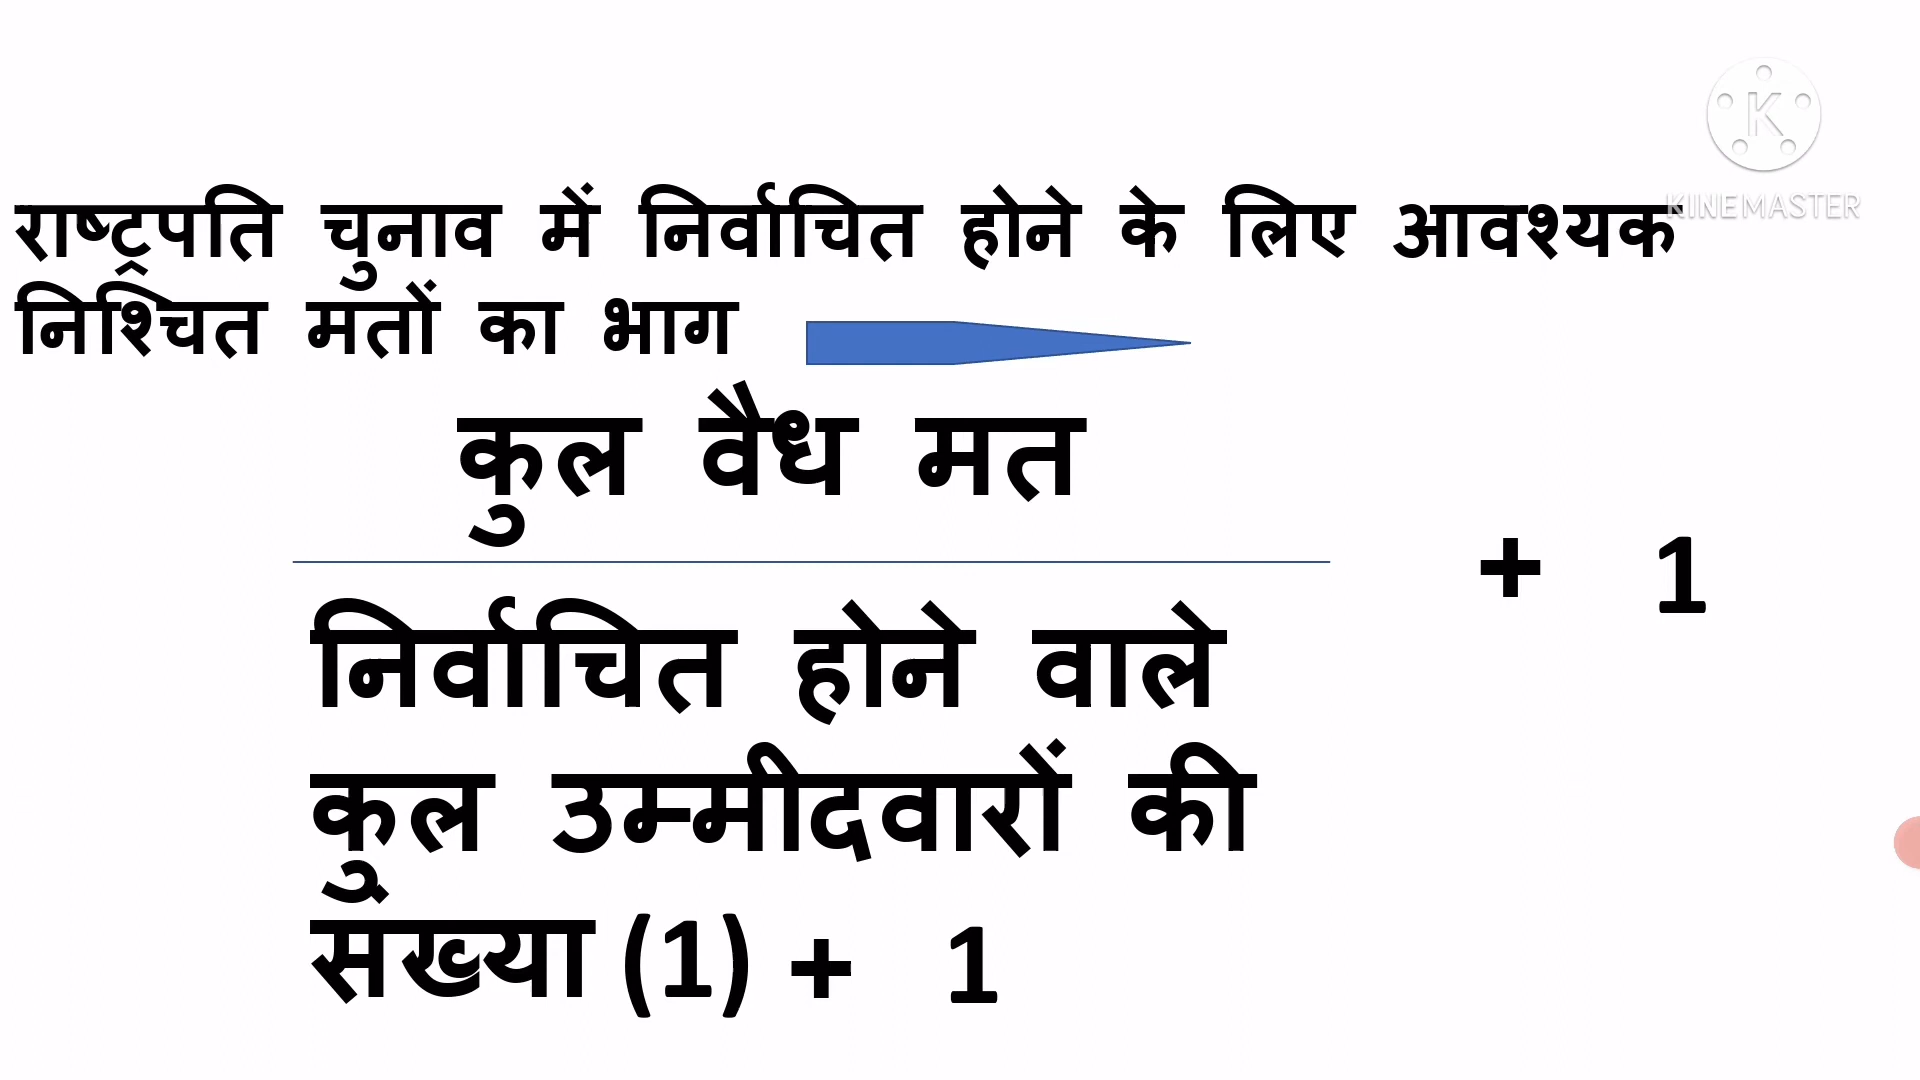 K
KINEMASTER
राष्ट्रपति चुनाव में निर्वाचित होने के लिए आवश्यक
निश्चित मतों का भाग
कुल वैध मत
+ 1
निर्वाचित होने वाले
कुल उम्मीदवारों की
संख्या (1) + 1